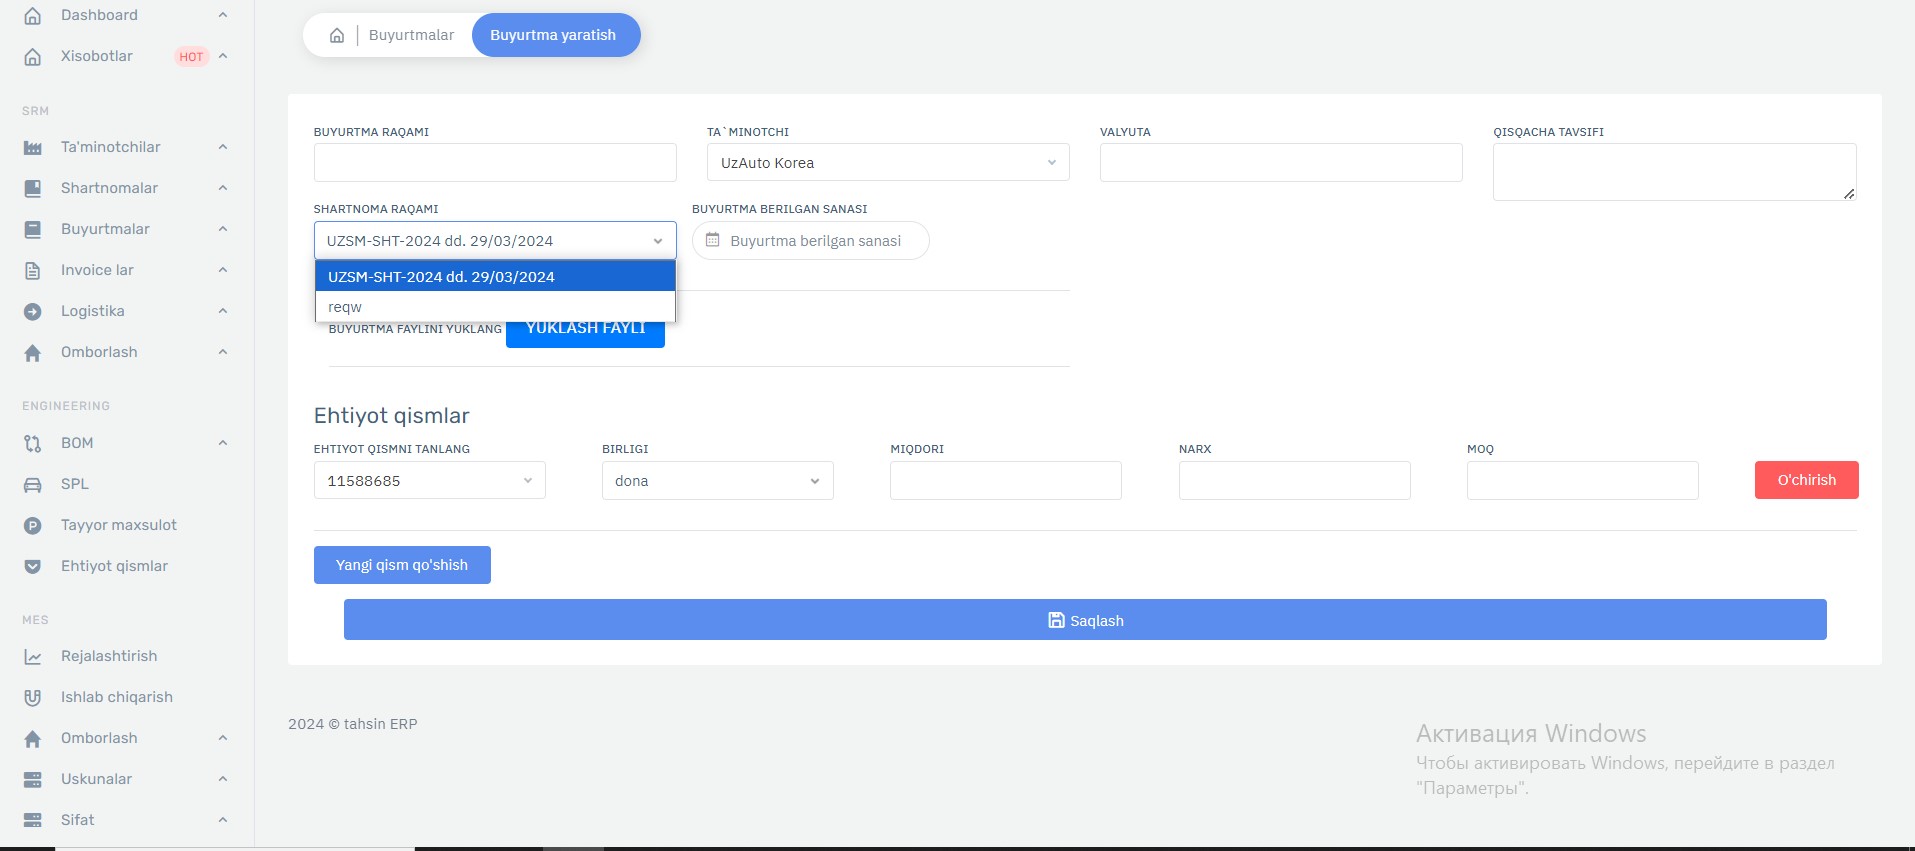 Dashboard
Xisobotlar HOT
SRM
Ta'minotchilar
Shartnomalar
Buyurtmalar
Invoice lar
Logistika
Omborlash
ENGINEERING
BOM
SPL
Tayyor maxsulot
Ehtiyot qismlar
MES
Rejalashtirish
Ishlab chiqarish
Omborlash
Uskunalar
Sifat
Buyurtmalar Buyurtma yaratish
BUYURTMA RAQAMI TA`MINOTCHI VALYUTA QISQACHA TAVSIFI
UzAuto Korea
SHARTNOMA RAQAMI BUYURTMA BERILGAN SANASI
UZSM-SHT-2024 dd. 29/03/2024 Buyurtma berilgan sanasi
UZSM-SHT-2024 dd. 29/03/2024
reqw
BUYURTMA FAYLINI YUKLANG YUKLASH FAYLI
Ehtiyot qismlar
EHTIYOT QISMNI TANLANG BIRLIGI MIQDORI NARX MOQ
11588685 dona O'chirish
Yangi qism qo'shish
Saqlash
2024 © tahsin ERP
Активация Windows
Чтобы активировать Windows, перейдите в раздел
"Параметры".